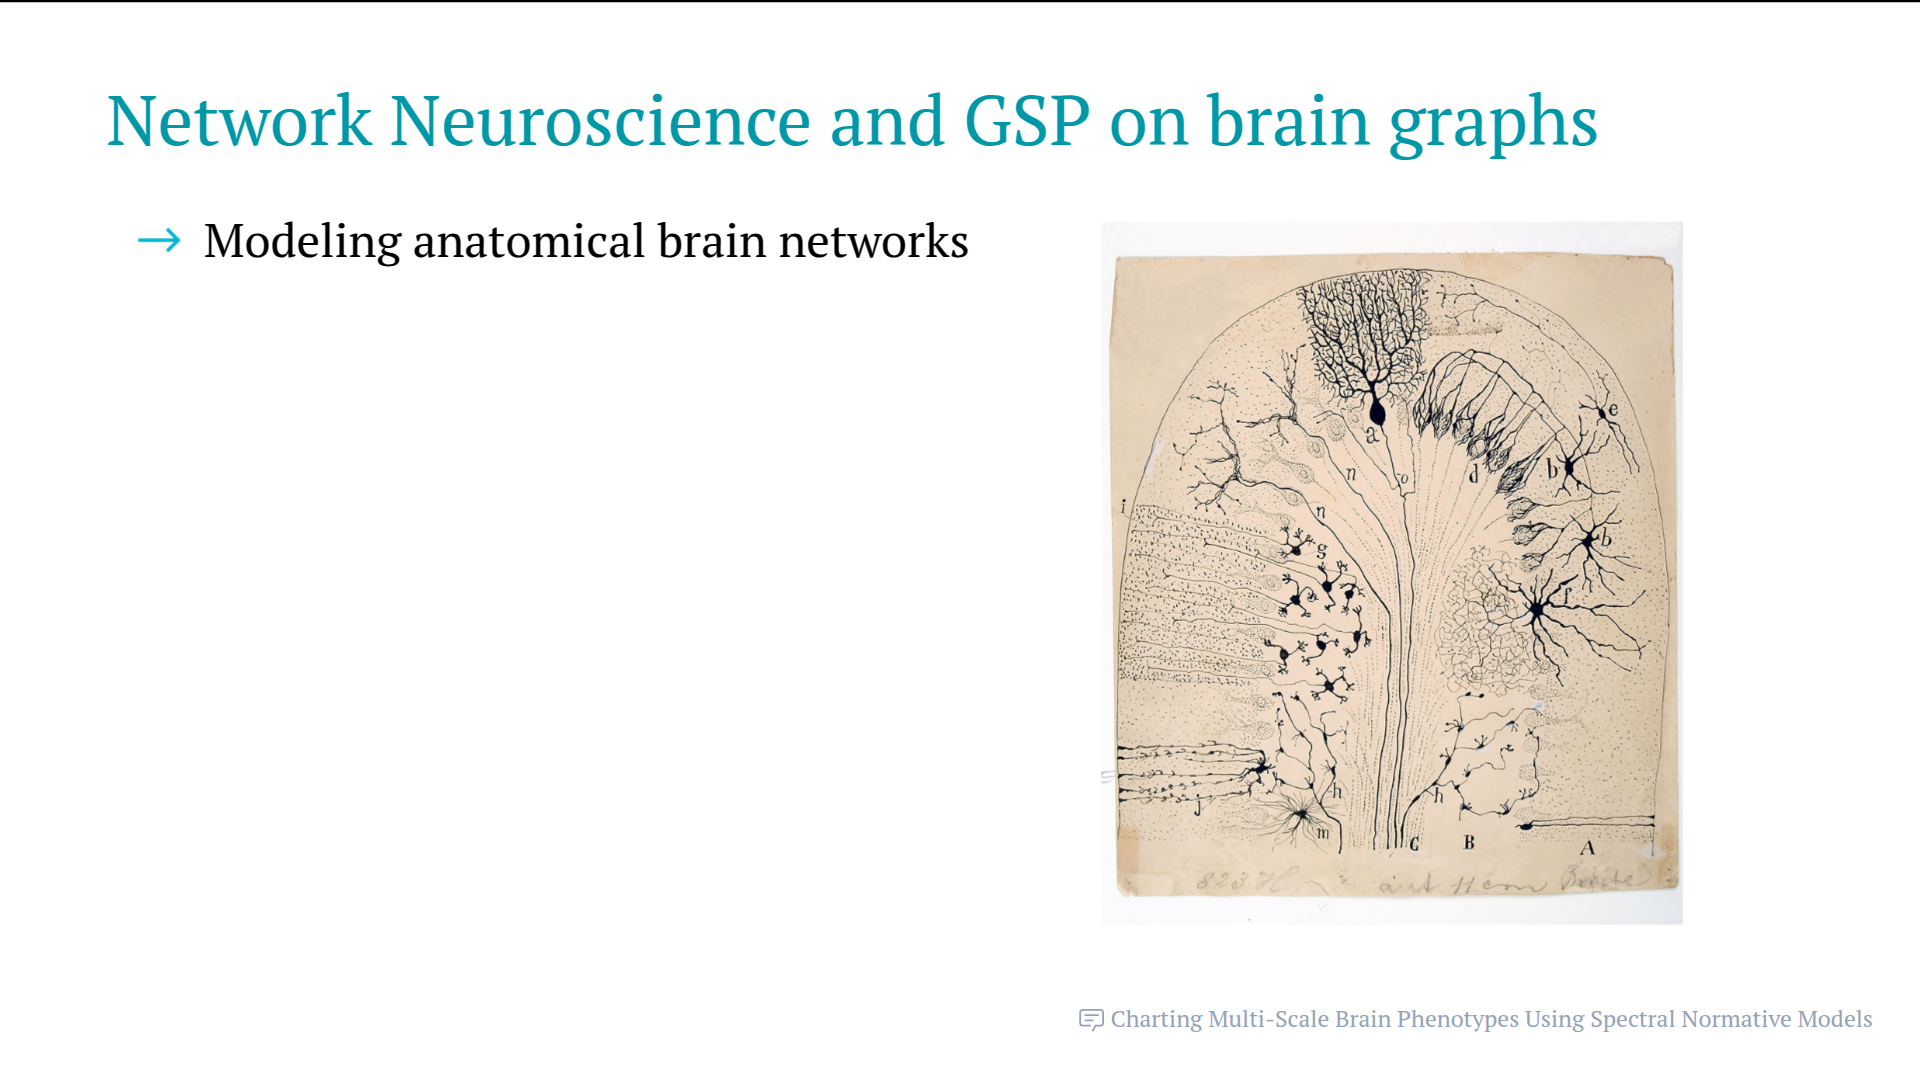 Network Neuroscience and GSP on brain graphs
→ Modeling anatomical brain networks
e
a
n
o
d
b
i
n
g
b
f
h
h
j
m
C
B
A
Charting Multi-Scale Brain Phenotypes Using Spectral Normative Models